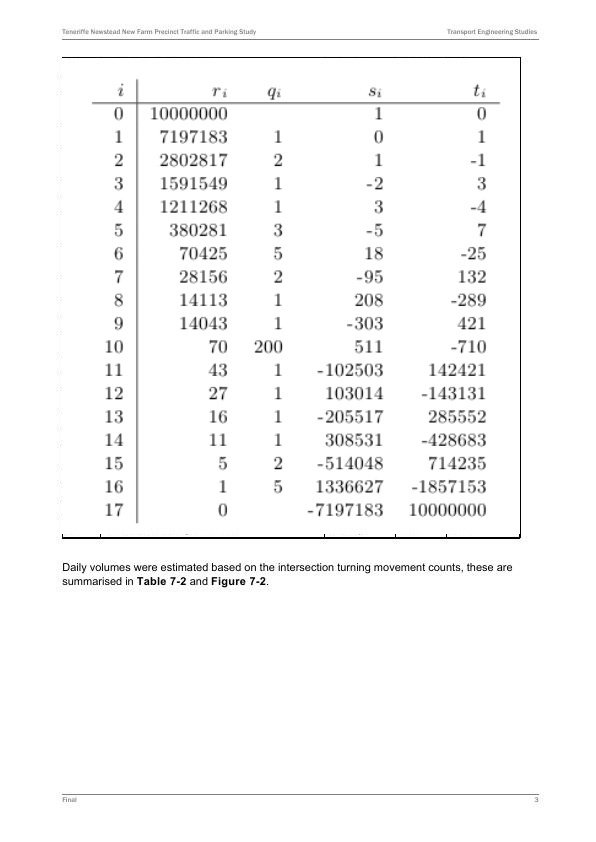 Teneriffe Newstead New Farm Precinct Traffic and Parking Study Transport Engineering Studies
i r i q i s i t i
0 10000000 1 0
1 7197183 1 0 1
2 2802817 2 1 -1
3 1591549 1 -2 3
4 1211268 1 3 -4
5 380281 3 -5 7
6 70425 5 18 -25
7 28156 2 -95 132
8 14113 1 208 -289
9 14043 1 -303 421
10 70 200 511 -710
11 43 1 -102503 142421
12 27 1 103014 -143131
13 16 1 -205517 285552
14 11 1 308531 -428683
15 5 2 -514048 714235
16 1 5 1336627 -1857153
17 0 -7197183 10000000
Daily volumes were estimated based on the intersection turning movement counts, these are
summarised in Table 7-2 and Figure 7-2.
Final 3